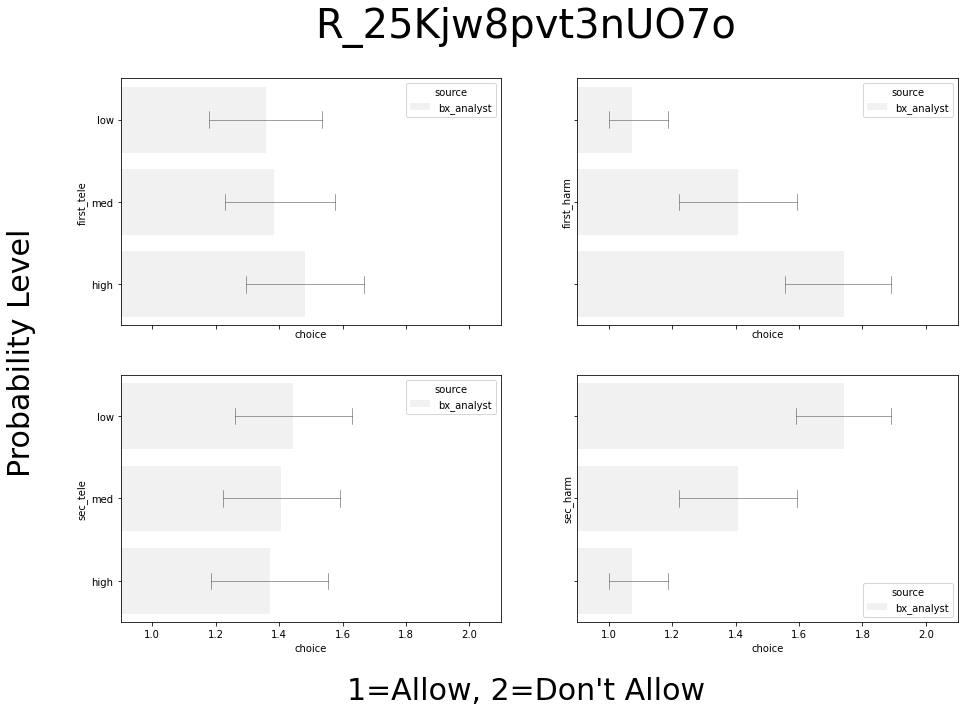 R_25Kjw8pvt3nUO7o
Probability Level
first_tele
low
med
high
source
bx_analyst
choice
first_harm
source
bx_analyst
choice
sec_tele
low
med
high
source
bx_analyst
1.0 1.2 1.4 1.6 1.8 2.0
choice
sec_harm
source
bx_analyst
1.0 1.2 1.4 1.6 1.8 2.0
choice
1=Allow, 2=Don't Allow